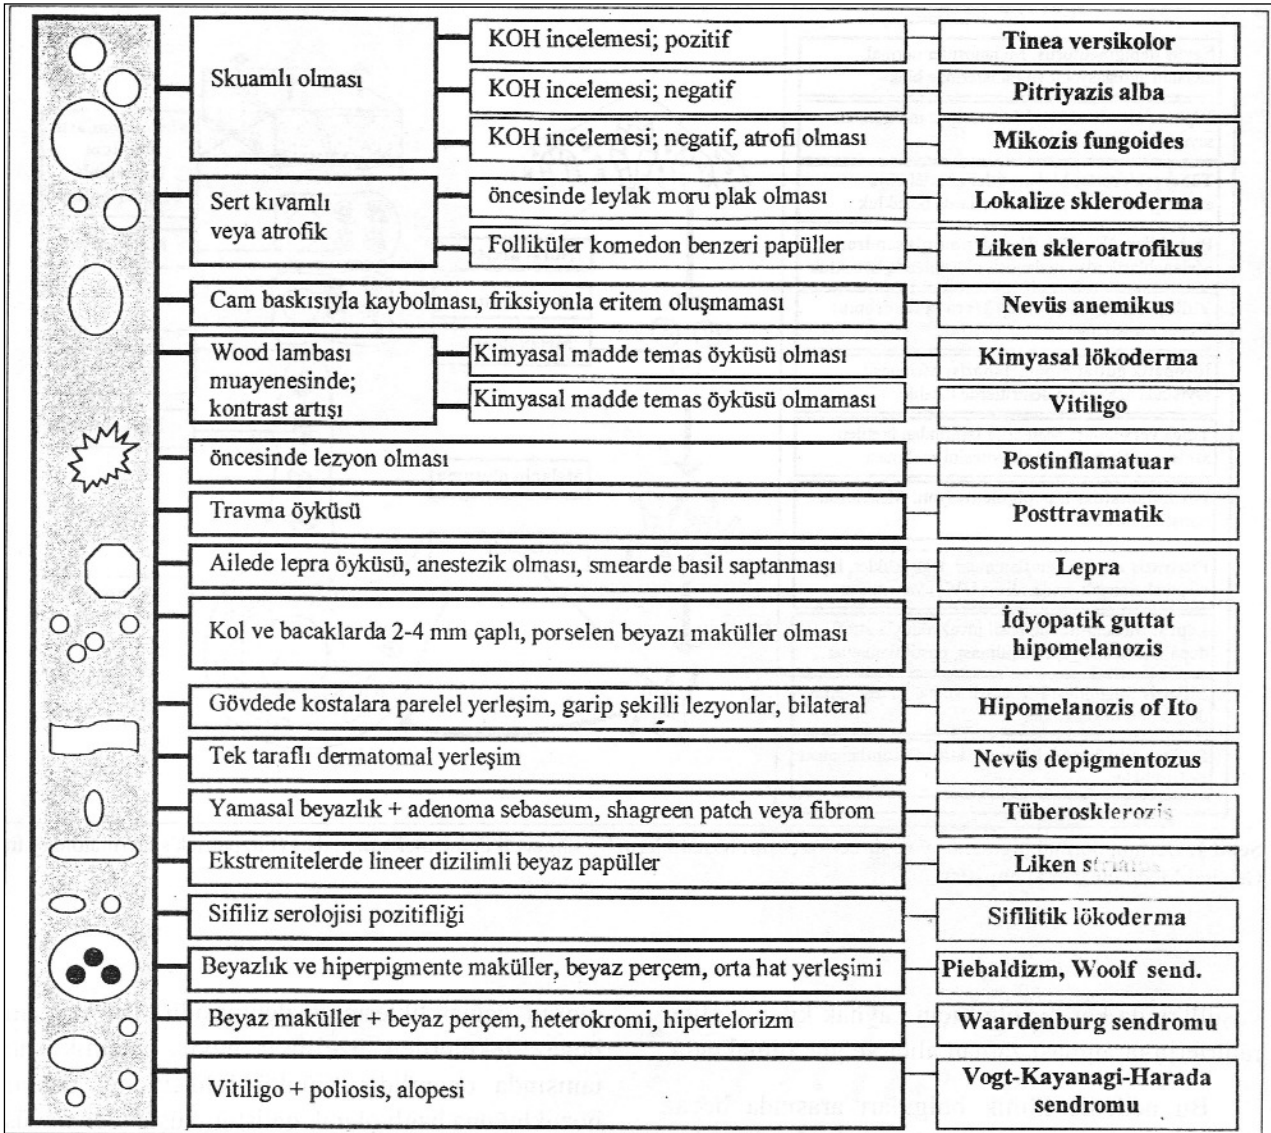 Skuamlı olması
KOH incelemesi; pozitif
Tinea versikolor
KOH incelemesi; negatif
Pitriyazis alba
KOH incelemesi; negatif, atrofi olması
Mikozis fungoides
Sert kıvamlı
veya atrofik
öncesinde leylak moru plak olması
Lokalize skleroderma
Folliküler komedon benzeri papüller
Liken skleroatrofikus
Cam baskısıyla kaybolması, friksiyonla eritem oluşmaması
Nevüs anemikus
Wood lambası
muayenesinde;
kontrast artışı
Kimyasal madde temas öyküsü olması
Kimyasal lökoderma
Kimyasal madde temas öyküsü olmaması
Vitiligo
öncesinde lezyon olması
Postinflamatuar
Travma öyküsü
Posttravmatik
Ailede lepra öyküsü, anestezik olması, smearde basil saptanması
Lepra
Kol ve bacaklarda 2-4 mm çaplı, porselen beyazı maküller olması
İdyopatik guttat
hipomelanozis
Gövdede kostalara parelel yerleşim, garip şekilli lezyonlar, bilateral
Hipomelanozis of Ito
Tek taraflı dermatomal yerleşim
Nevüs depigmentozus
Yamasal beyazlık + adenoma sebaseum, shagreen patch veya fibrom
Tüberosklerozis
Ekstremitelerde lineer dizilimli beyaz papüller
Liken striatus
Sifiliz serolojisi pozitifliği
Sifilitik lökoderma
Beyazlık ve hiperpigmente maküller, beyaz perçem, orta hat yerleşimi
Piebaldizm, Woolf send.
Beyaz maküller + beyaz perçem, heterokromi, hipertelorizm
Waardenburg sendromu
Vitiligo + poliosis, alopesi
Vogt-Kayanagi-Harada
sendromu